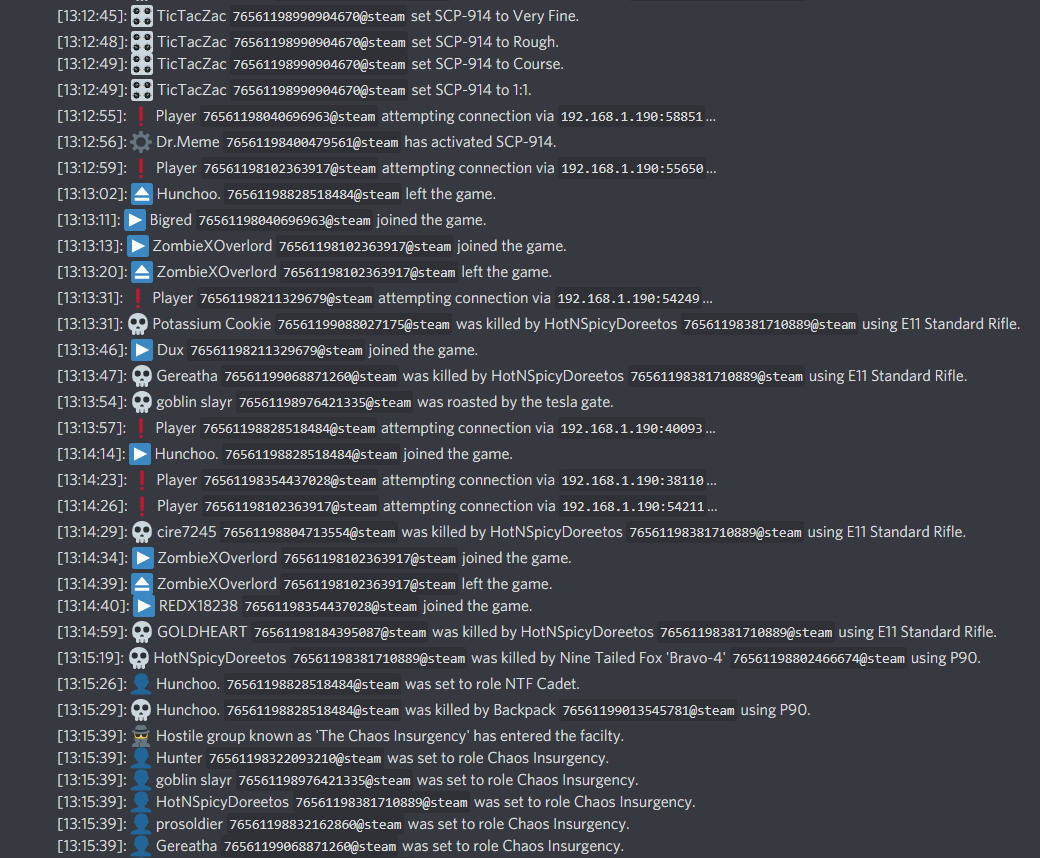 [13:12:45]: TicTacZac 76561198990904670@steam set SCP-914 to Very Fine.
[13:12:48]: TicTacZac 76561198990904670@steam set SCP-914 to Rough.
[13:12:49]: TicTacZac 76561198990904670@steam set SCP-914 to Course.
[13:12:49]: TicTacZac 76561198990904670@steam set SCP-914 to 1:1.
[13:12:55]: Player 76561198040696963@steam attempting connection via 192.168.1.190:58851...
[13:12:56]: Dr.Meme 76561198400479561@steam has activated SCP-914.
[13:12:59]: Player 76561198102363917@steam attempting connection via 192.168.1.190:55650...
[13:13:02]: Hunchoo. 76561198828518484@steam left the game.
[13:13:11]: Bigred 76561198040696963@steam joined the game.
[13:13:13]: ZombieXOverlord 76561198102363917@steam joined the game.
[13:13:20]: ZombieXOverlord 76561198102363917@steam left the game.
[13:13:31]: Player 76561198211329679@steam attempting connection via 192.168.1.190:54249...
[13:13:31]: Potassium Cookie 76561199088027175@steam was killed by HotNSpicyDoreetos 76561198381710889@steam using E11 Standard Rifle.
[13:13:46]: Dux 76561198211329679@steam joined the game.
[13:13:47]: Gereatha 76561199068871260@steam was killed by HotNSpicyDoreetos 76561198381710889@steam using E11 Standard Rifle.
[13:13:54]: goblin slayr 76561198976421335@steam was roasted by the tesla gate.
[13:13:57]: Player 76561198828518484@steam attempting connection via 192.168.1.190:40093...
[13:14:14]: Hunchoo. 76561198828518484@steam joined the game.
[13:14:23]: Player 76561198354437028@steam attempting connection via 192.168.1.190:38110...
[13:14:26]: Player 76561198102363917@steam attempting connection via 192.168.1.190:54211...
[13:14:29]: cire7245 76561198804713554@steam was killed by HotNSpicyDoreetos 76561198381710889@steam using E11 Standard Rifle.
[13:14:34]: ZombieXOverlord 76561198102363917@steam joined the game.
[13:14:39]: ZombieXOverlord 76561198102363917@steam left the game.
[13:14:40]: REDX18238 76561198354437028@steam joined the game.
[13:14:59]: GOLDHEART 76561198184395087@steam was killed by HotNSpicyDoreetos 76561198381710889@steam using E11 Standard Rifle.
[13:15:19]: HotNSpicyDoreetos 76561198381710889@steam was killed by Nine Tailed Fox 'Bravo-4' 76561198802466674@steam using P90.
[13:15:26]: Hunchoo. 76561198828518484@steam was set to role NTF Cadet.
[13:15:29]: Hunchoo. 76561198828518484@steam was killed by Backpack 76561199013545781@steam using P90.
[13:15:39]: Hostile group known as 'The Chaos Insurgency' has entered the facilty.
[13:15:39]: Hunter 76561198322093210@steam was set to role Chaos Insurgency.
[13:15:39]: goblin slayr 76561198976421335@steam was set to role Chaos Insurgency.
[13:15:39]: HotNSpicyDoreetos 76561198381710889@steam was set to role Chaos Insurgency.
[13:15:39]: prosoldier 76561198832162860@steam was set to role Chaos Insurgency.
[13:15:39]: Gereatha 76561199068871260@steam was set to role Chaos Insurgency.